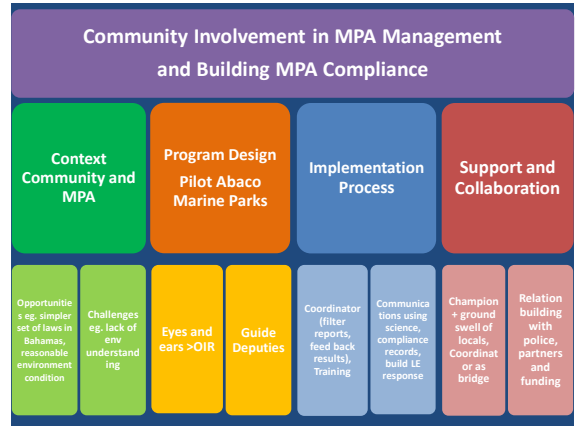 Community Involvement in MPA Management
and Building MPA Compliance
Context
Community and
MPA
Program Design
Pilot Abaco
Marine Parks
Implementation
Process
Support and
Collaboration
Opportunitie
s eg. simpler
set of laws in
Bahamas,
reasonable
environment
condition
Challenges
eg. lack of
env
understand
ing
Eyes and
ears >OIR
Guide
Deputies
Coordinator
(filter
reports,
feed back
results),
Training
Communica
tions using
science,
compliance
records,
build LE
response
Champion
+ ground
swell of
locals,
Coordinat
or as
bridge
Relation
building
with
police,
partners
and
funding